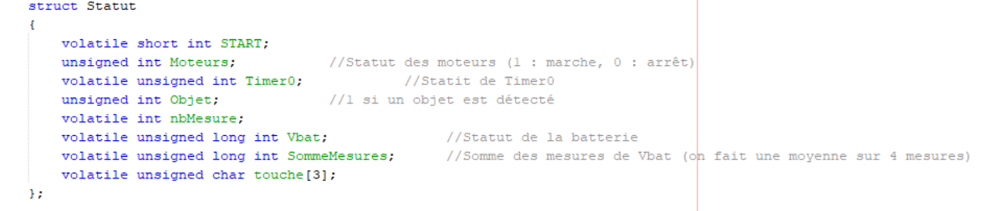 struct Statut
{
volatile short int START;
unsigned int Moteurs; //Statut des moteurs (1 : marche, 0 : arrêt)
volatile unsigned int Timer0; //Statit de Timer0
unsigned int Objet; //1 si un objet est détecté
volatile int nbMesure;
volatile unsigned long int Vbat; //Statut de la batterie
volatile unsigned long int SommeMesures; //Somme des mesures de Vbat (on fait une moyenne sur 4 mesures)
volatile unsigned char touche[3];
};